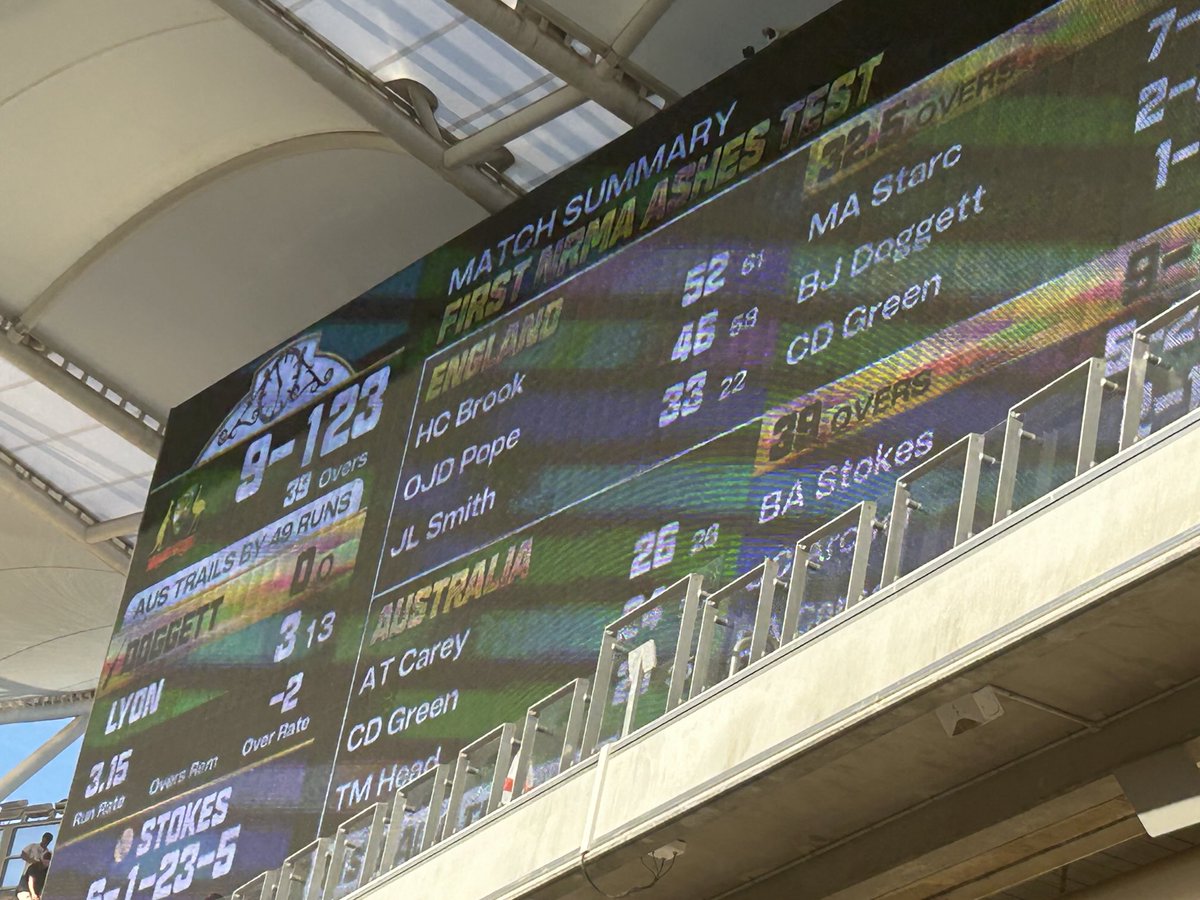 MATCH SUMMARY
FIRST NRMA ASHES TEST
ENGLAND 32.5 OVERS
HC Brook 52 61 MA Starc 7-
OJD Pope 46 58 BJ Doggett 2-
JL Smith 33 22 CD Green 1-
AUSTRALIA 39 OVERS 9-
AT Carey 26 26 BA Stokes
CD Green
TM Head
9-123
39 Overs
AUS TRAILS BY 49 RUNS
DOGGETT 0 0
LYON 3 13
3.15 -2
Run Rate Overs Rem Over Rate
STOKES
6-1-23-5